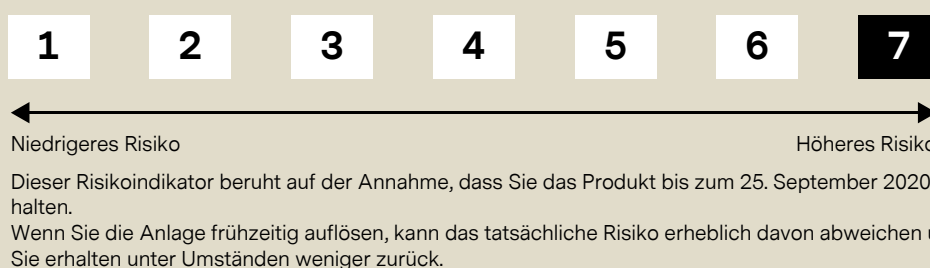 1 2 3 4 5 6 7
Niedrigeres Risiko Höheres Risiko
Dieser Risikoindikator beruht auf der Annahme, dass Sie das Produkt bis zum 25. September 2020
halten.
Wenn Sie die Anlage frühzeitig auflösen, kann das tatsächliche Risiko erheblich davon abweichen
Sie erhalten unter Umständen weniger zurück.